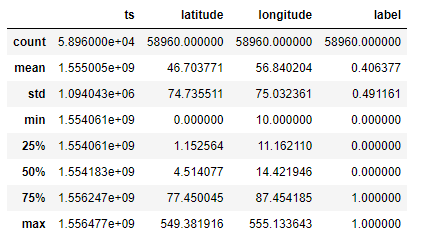 ts latitude longitude label
count 5.896000e+04 58960.000000 58960.000000 58960.000000
mean 1.555005e+09 46.703771 56.840204 0.406377
std 1.094043e+06 74.735511 75.032361 0.491161
min 1.554061e+09 0.000000 10.000000 0.000000
25% 1.554061e+09 1.152564 11.162110 0.000000
50% 1.554183e+09 4.514077 14.421946 0.000000
75% 1.556247e+09 77.450045 87.454185 1.000000
max 1.556477e+09 549.381916 555.133643 1.000000